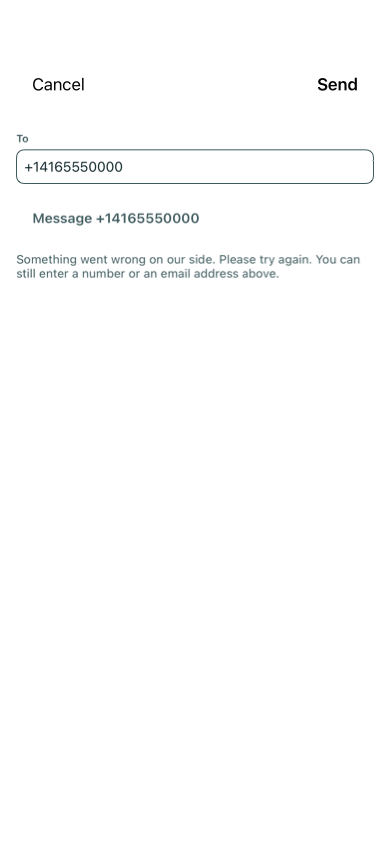 Cancel
Send
To
+14165550000
Message +14165550000
Something went wrong on our side. Please try again. You can
still enter a number or an email address above.